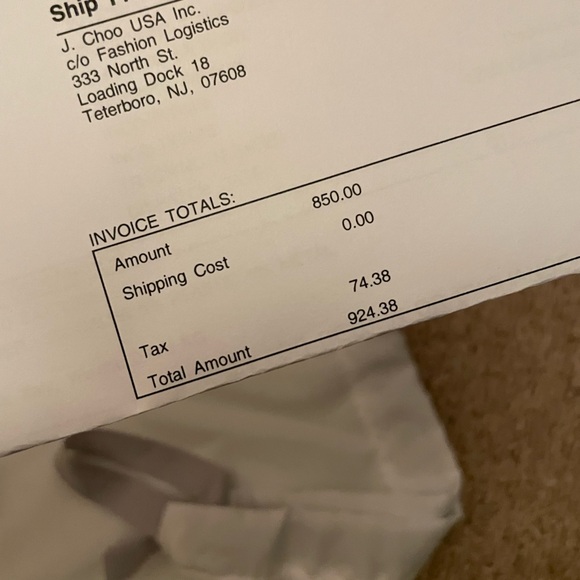 Ship
J. Choo USA Inc.
c/o Fashion Logistics
333 North St.
Loading Dock 18
Teterboro, NJ, 07608
INVOICE TOTALS:
Amount 850.00
Shipping Cost 0.00
Tax 74.38
Total Amount 924.38